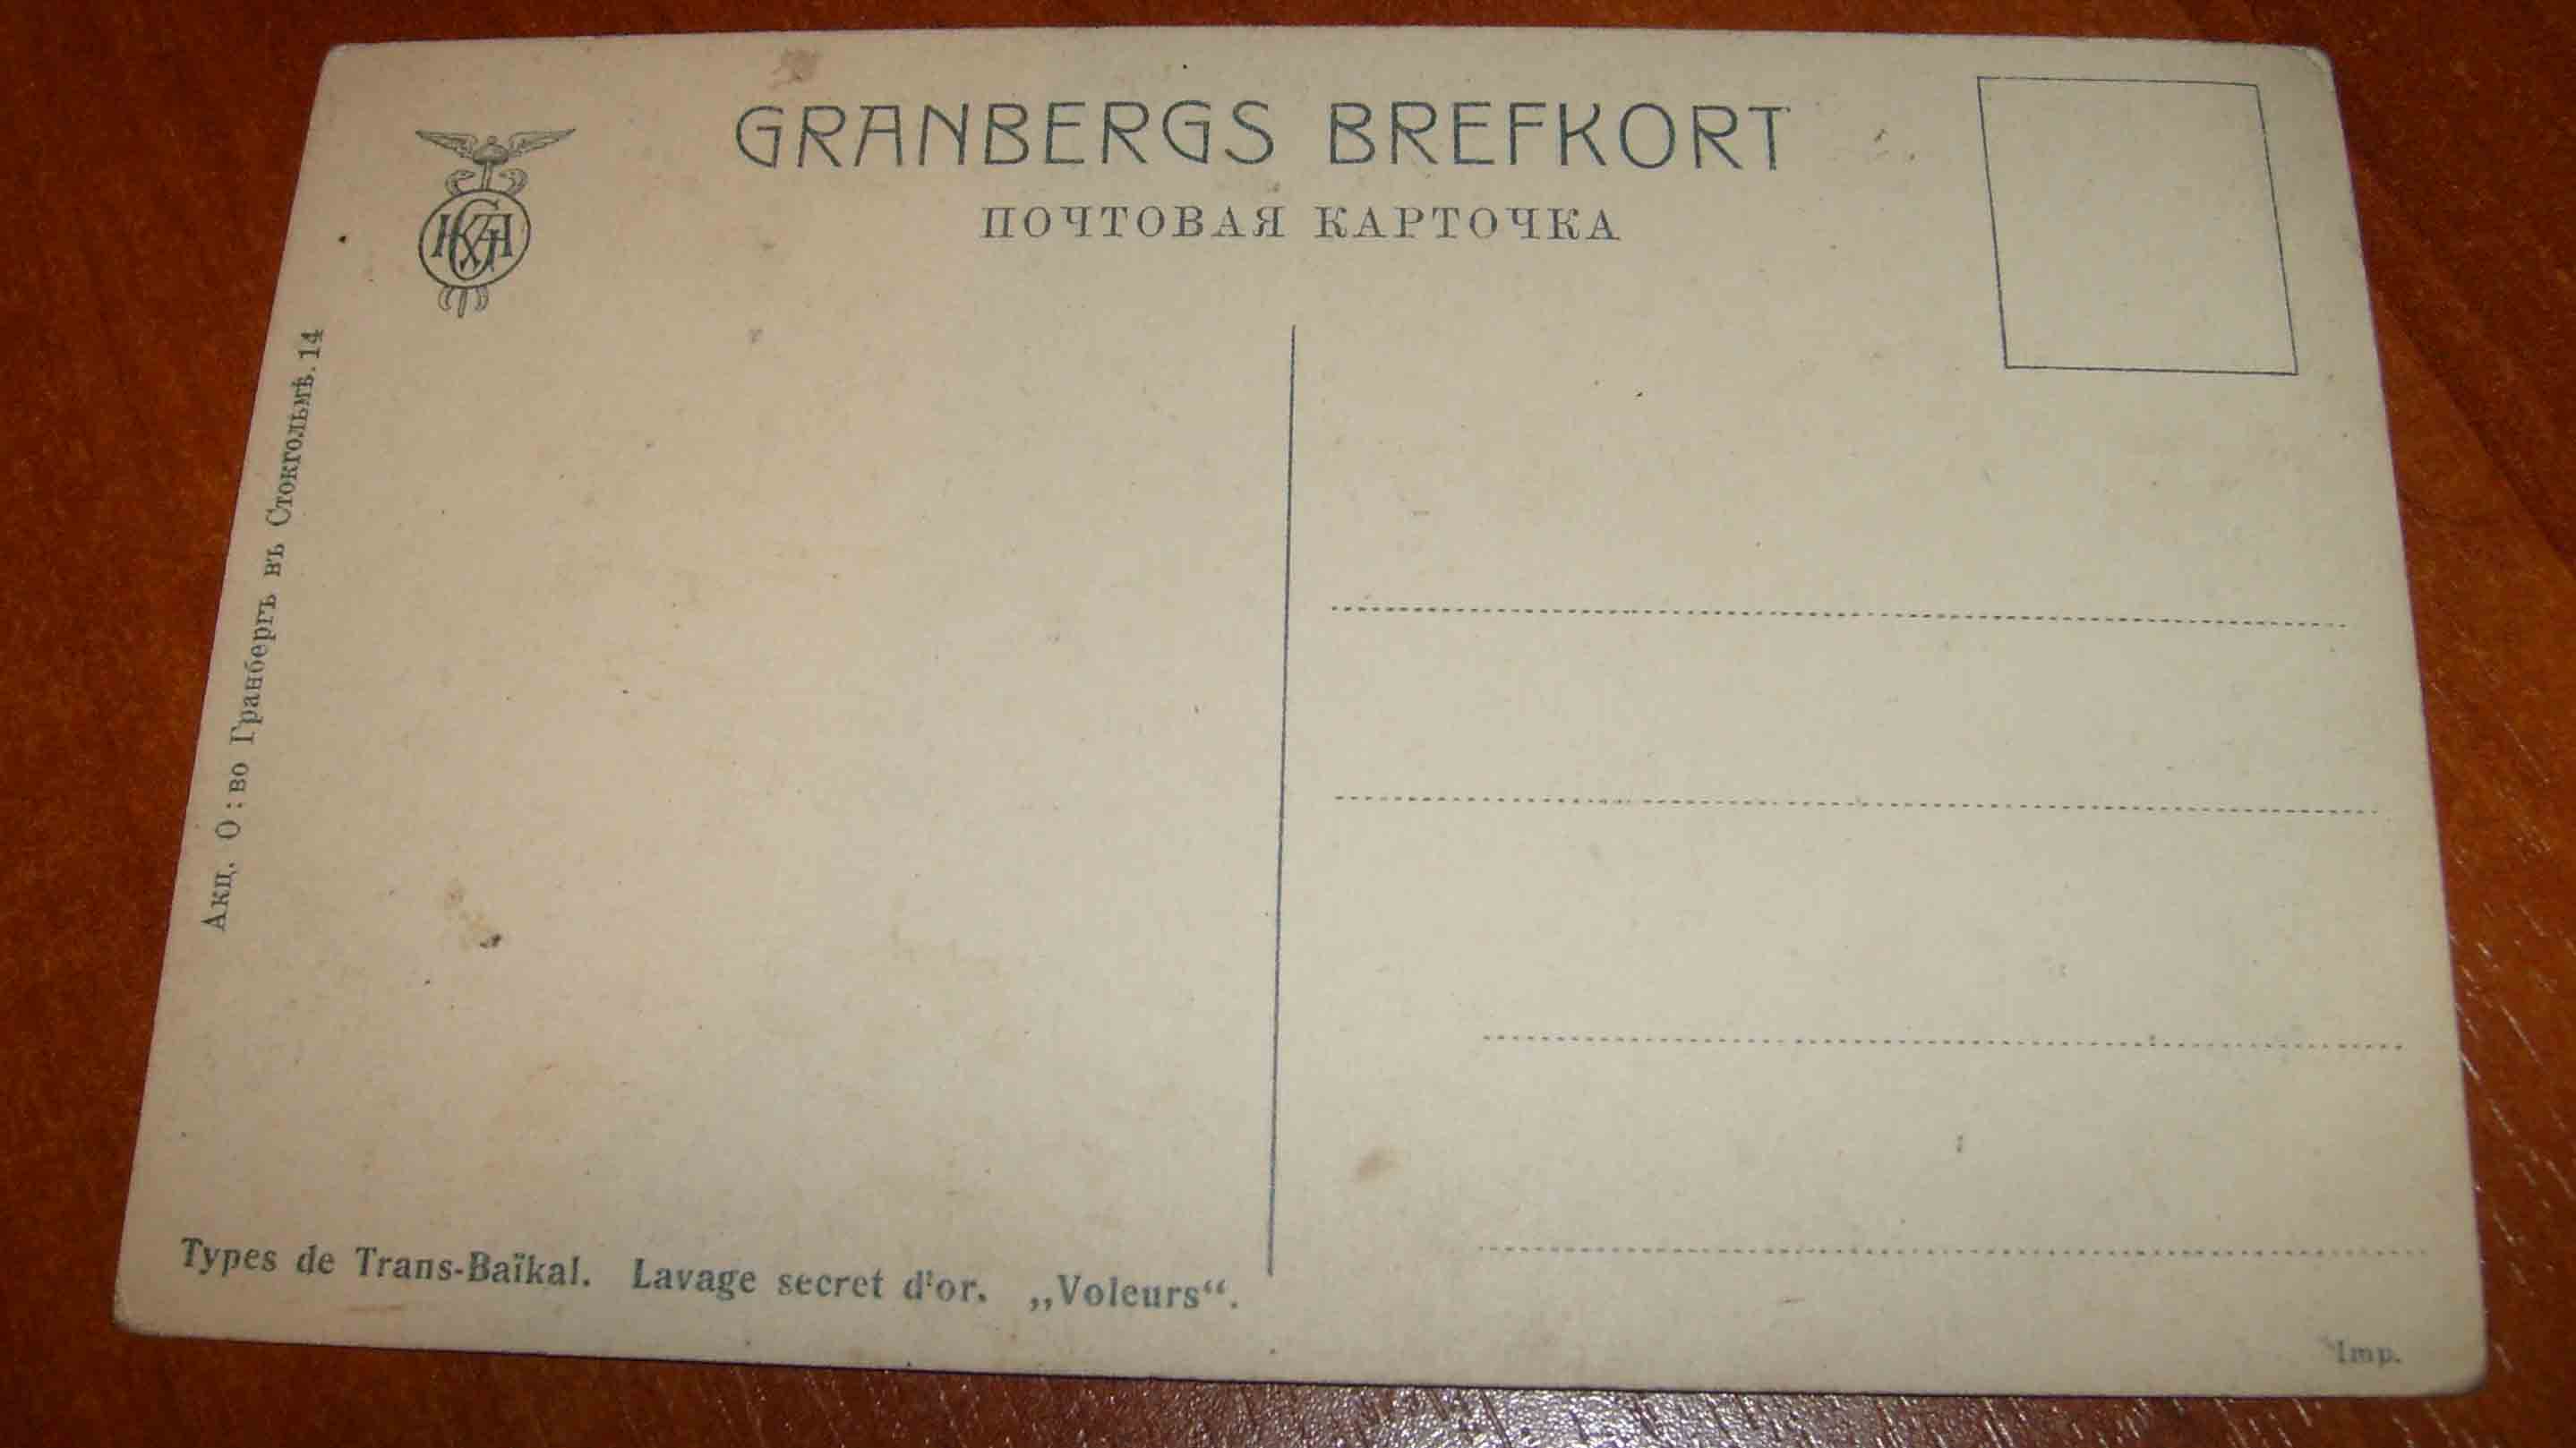 GRANBERGS BREFKORT
ПОЧТОВАЯ КАРТОЧКА
Акц. О:во Гранбергъ въ Стокгольмѣ. 14
Types de Trans-Baïkal. Lavage secret d'or. „Voleurs“.
Imp.